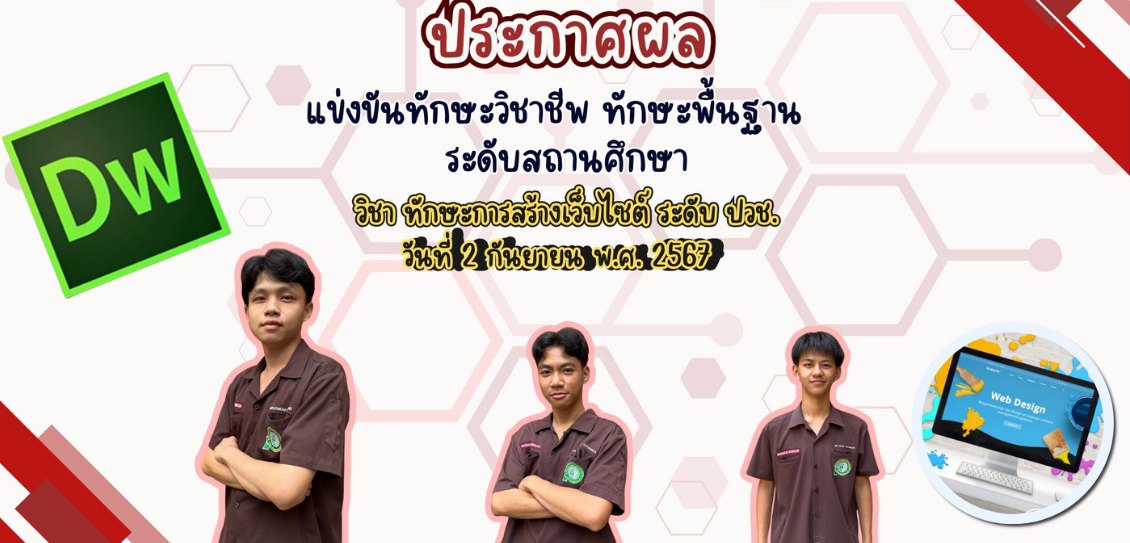 ประกาศผล
แข่งขันทักษะวิชาชีพ ทักษะพื้นฐาน
ระดับสถานศึกษา
วิชา ทักษะการสร้างเว็บไซต์ ระดับ ปวช.
วันที่ 2 กันยายน พ.ศ. 2567
Dw
Web Design